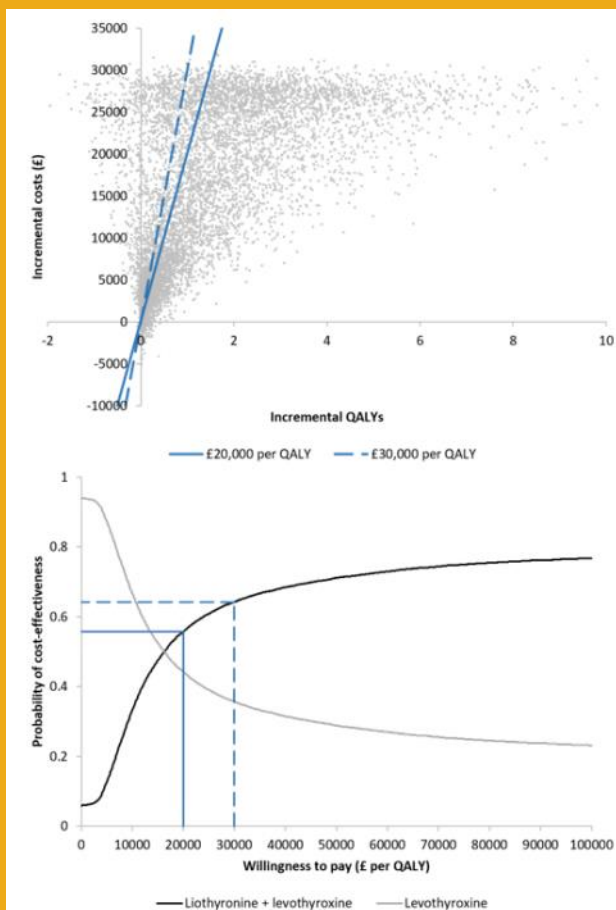 35000
30000
25000
20000
15000
10000
5000
0
-5000
-10000
Incremental costs (£)
-2 0 2 4 6 8 10
Incremental QALYs
£20,000 per QALY £30,000 per QALY
1
0.8
0.6
0.4
0.2
0
Probability of cost-effectiveness
0 10000 20000 30000 40000 50000 60000 70000 80000 90000 100000
Willingness to pay (£ per QALY)
Liothyronine + levothyroxine Levothyroxine